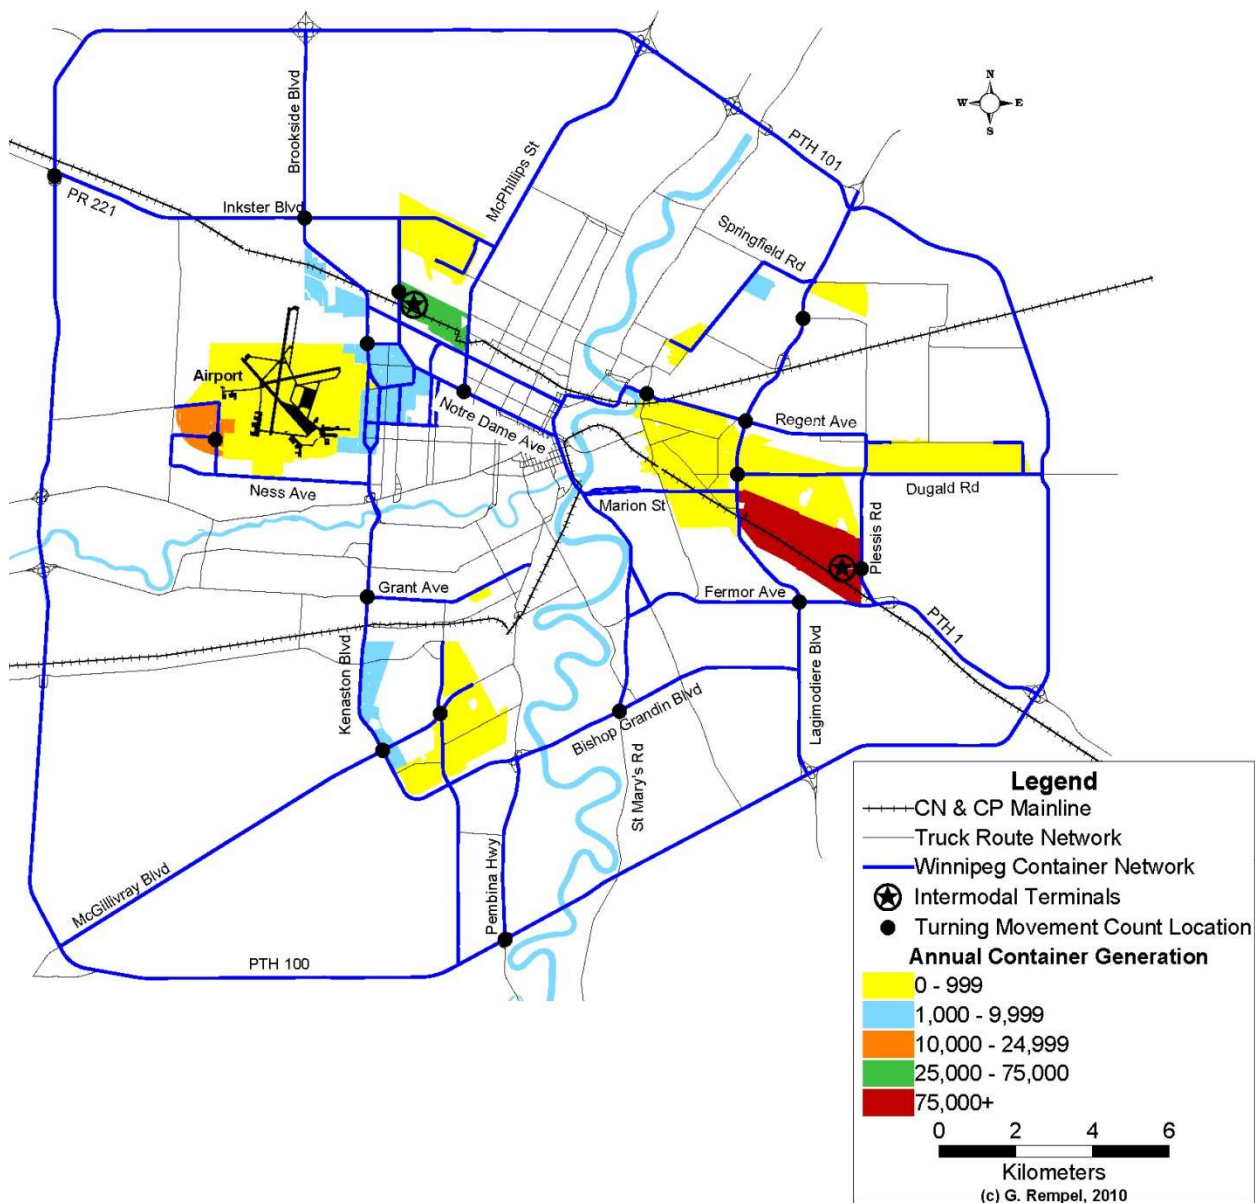 N
W E
S
Brookside Blvd
McPhillips St
PTH 101
PR 221
Inkster Blvd
Springfield Rd
Airport
Notre Dame Ave
Regent Ave
Ness Ave
Marion St
Dugald Rd
Plessis Rd
Grant Ave
Fermor Ave
PTH 1
Kenaston Blvd
Lagimodiere Blvd
Bishop Grandin Blvd
St Mary's Rd
Pembina Hwy
McGillivray Blvd
PTH 100
Legend
CN & CP Mainline
Truck Route Network
Winnipeg Container Network
Intermodal Terminals
Turning Movement Count Location
Annual Container Generation
0 - 999
1,000 - 9,999
10,000 - 24,999
25,000 - 75,000
75,000+
0 2 4 6
Kilometers
(c) G. Rempel, 2010